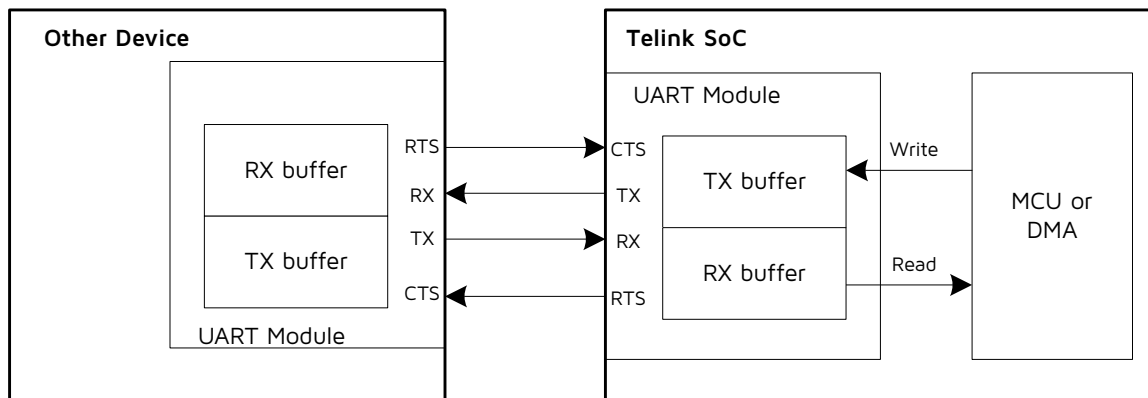 Other Device
RX buffer
TX buffer
UART Module
RTS
RX
TX
CTS
Telink SoC
UART Module
CTS
TX
RX
RTS
TX buffer
RX buffer
Write
Read
MCU or
DMA